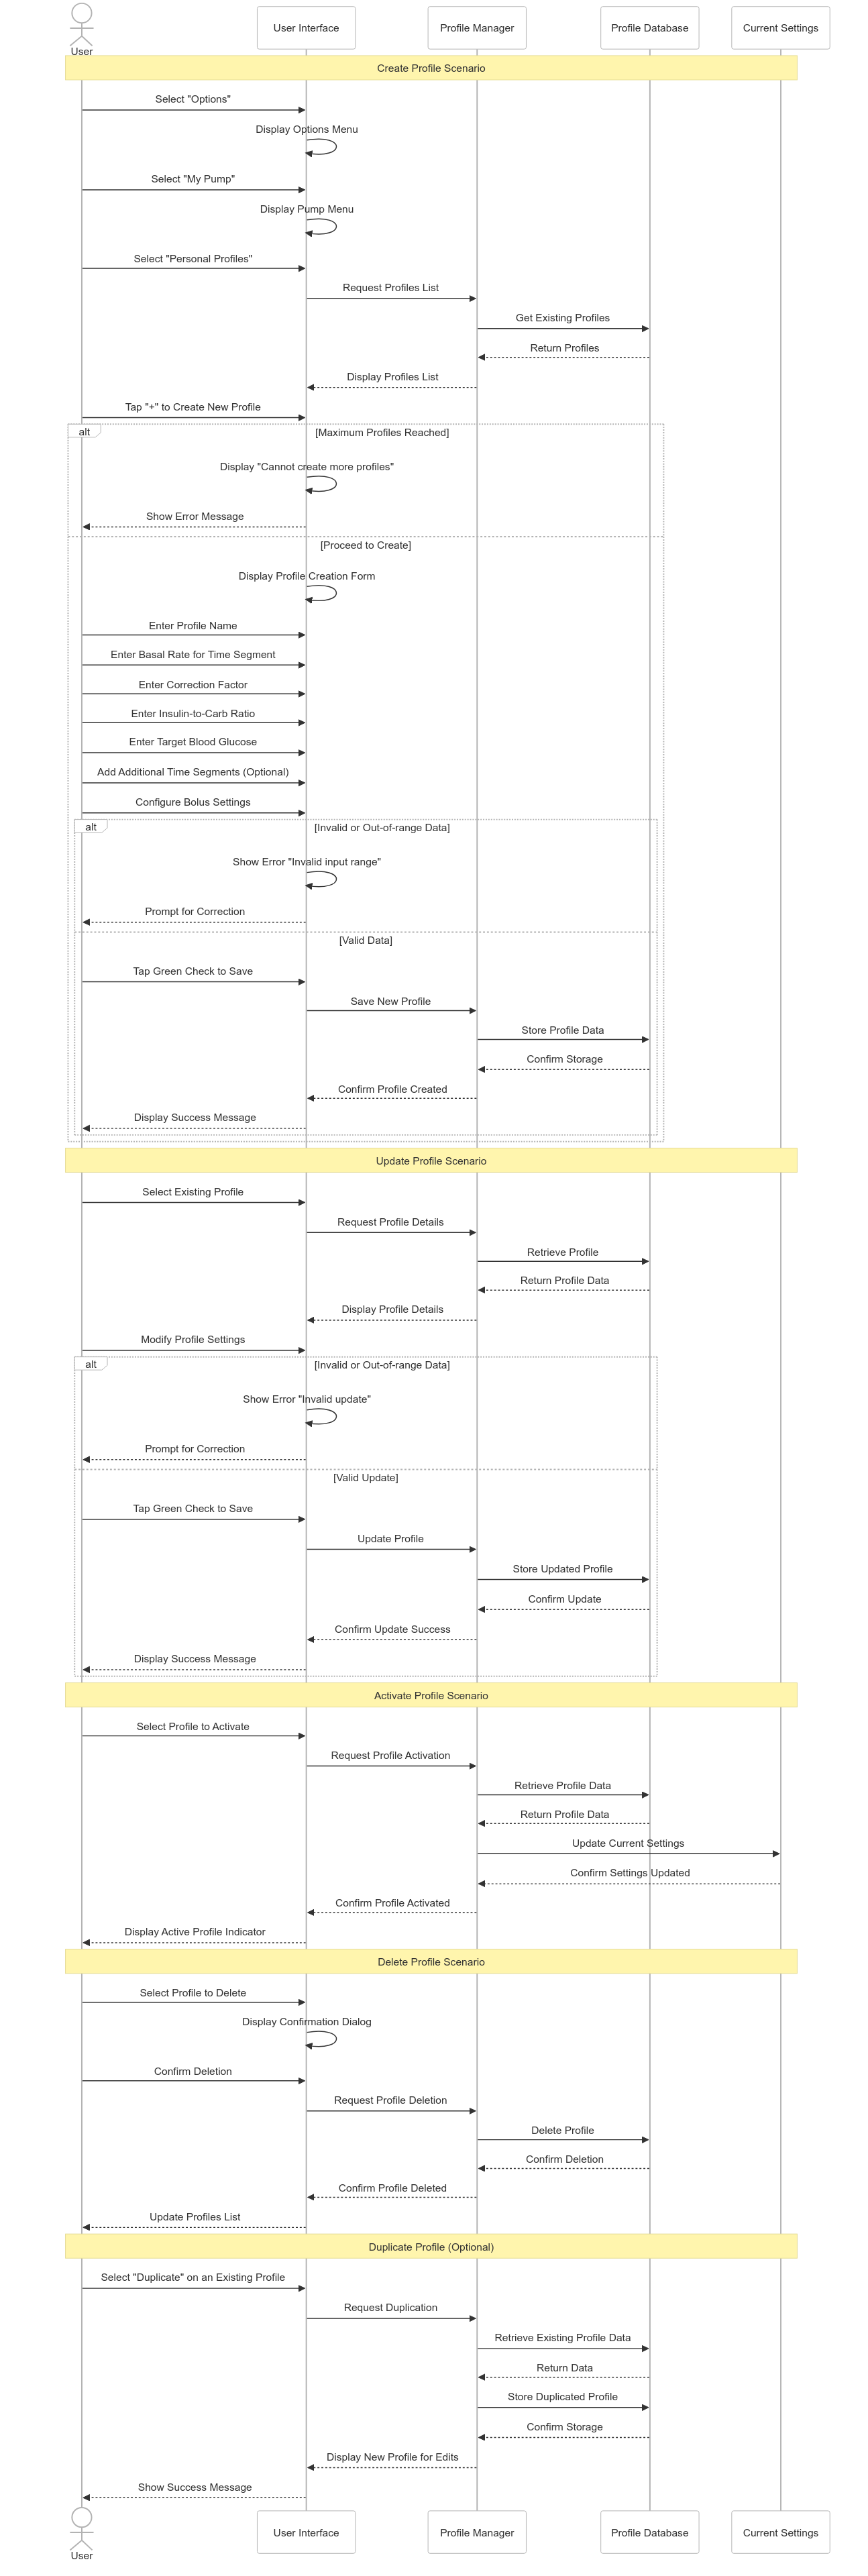 User
User Interface
Profile Manager
Profile Database
Current Settings
Create Profile Scenario
Select "Options"
Display Options Menu
Select "My Pump"
Display Pump Menu
Select "Personal Profiles"
Request Profiles List
Get Existing Profiles
Return Profiles
Display Profiles List
Tap "+" to Create New Profile
alt
[Maximum Profiles Reached]
Display "Cannot create more profiles"
Show Error Message
[Proceed to Create]
Display Profile Creation Form
Enter Profile Name
Enter Basal Rate for Time Segment
Enter Correction Factor
Enter Insulin-to-Carb Ratio
Enter Target Blood Glucose
Add Additional Time Segments (Optional)
Configure Bolus Settings
alt
[Invalid or Out-of-range Data]
Show Error "Invalid input range"
Prompt for Correction
[Valid Data]
Tap Green Check to Save
Save New Profile
Store Profile Data
Confirm Storage
Confirm Profile Created
Display Success Message
Update Profile Scenario
Select Existing Profile
Request Profile Details
Retrieve Profile
Return Profile Data
Display Profile Details
Modify Profile Settings
alt
[Invalid or Out-of-range Data]
Show Error "Invalid update"
Prompt for Correction
[Valid Update]
Tap Green Check to Save
Update Profile
Store Updated Profile
Confirm Update
Confirm Update Success
Display Success Message
Activate Profile Scenario
Select Profile to Activate
Request Profile Activation
Retrieve Profile Data
Return Profile Data
Update Current Settings
Confirm Settings Updated
Confirm Profile Activated
Display Active Profile Indicator
Delete Profile Scenario
Select Profile to Delete
Display Confirmation Dialog
Confirm Deletion
Request Profile Deletion
Delete Profile
Confirm Deletion
Confirm Profile Deleted
Update Profiles List
Duplicate Profile (Optional)
Select "Duplicate" on an Existing Profile
Request Duplication
Retrieve Existing Profile Data
Return Data
Store Duplicated Profile
Confirm Storage
Display New Profile for Edits
Show Success Message
User
User Interface
Profile Manager
Profile Database
Current Settings